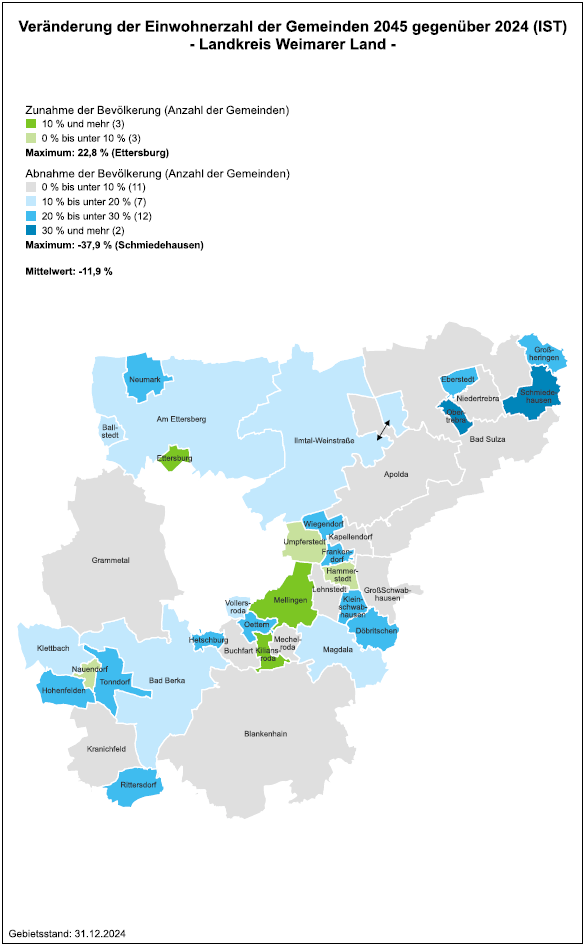 Veränderung der Einwohnerzahl der Gemeinden 2045 gegenüber 2024 (IST)
- Landkreis Weimarer Land -
Zunahme der Bevölkerung (Anzahl der Gemeinden)
10 % und mehr (3)
0 % bis unter 10 % (3)
Maximum: 22,8 % (Ettersburg)
Abnahme der Bevölkerung (Anzahl der Gemeinden)
0 % bis unter 10 % (11)
10 % bis unter 20 % (7)
20 % bis unter 30 % (12)
30 % und mehr (2)
Maximum: -37,9 % (Schmiedehausen)
Mittelwert: -11,9 %
Groß-
heringen
Neumark
Eberstedt
Schmiede
hausen
Niedertrebra
Ober-
trebra
Am Ettersberg
Ball-
stedt
Ilmtal-Weinstraße
Bad Sulza
Ettersburg
Apolda
Wiegendorf
Kapellendorf
Umpferstedt
Franken-
dorf
Grammetal
Hammer-
stedt
Lehnstedt
GroßSchwab-
hausen
Mellingen
Vollers-
roda
Klein-
schwab-
hausen
Oettern
Döbritschen
Hetschburg
Mechel-
roda
Klettbach
Buchfart
Kilians-
roda
Magdala
Nauendorf
Tonndorf
Bad Berka
Hohenfelden
Blankenhain
Kranichfeld
Rittersdorf
Gebietsstand: 31.12.2024